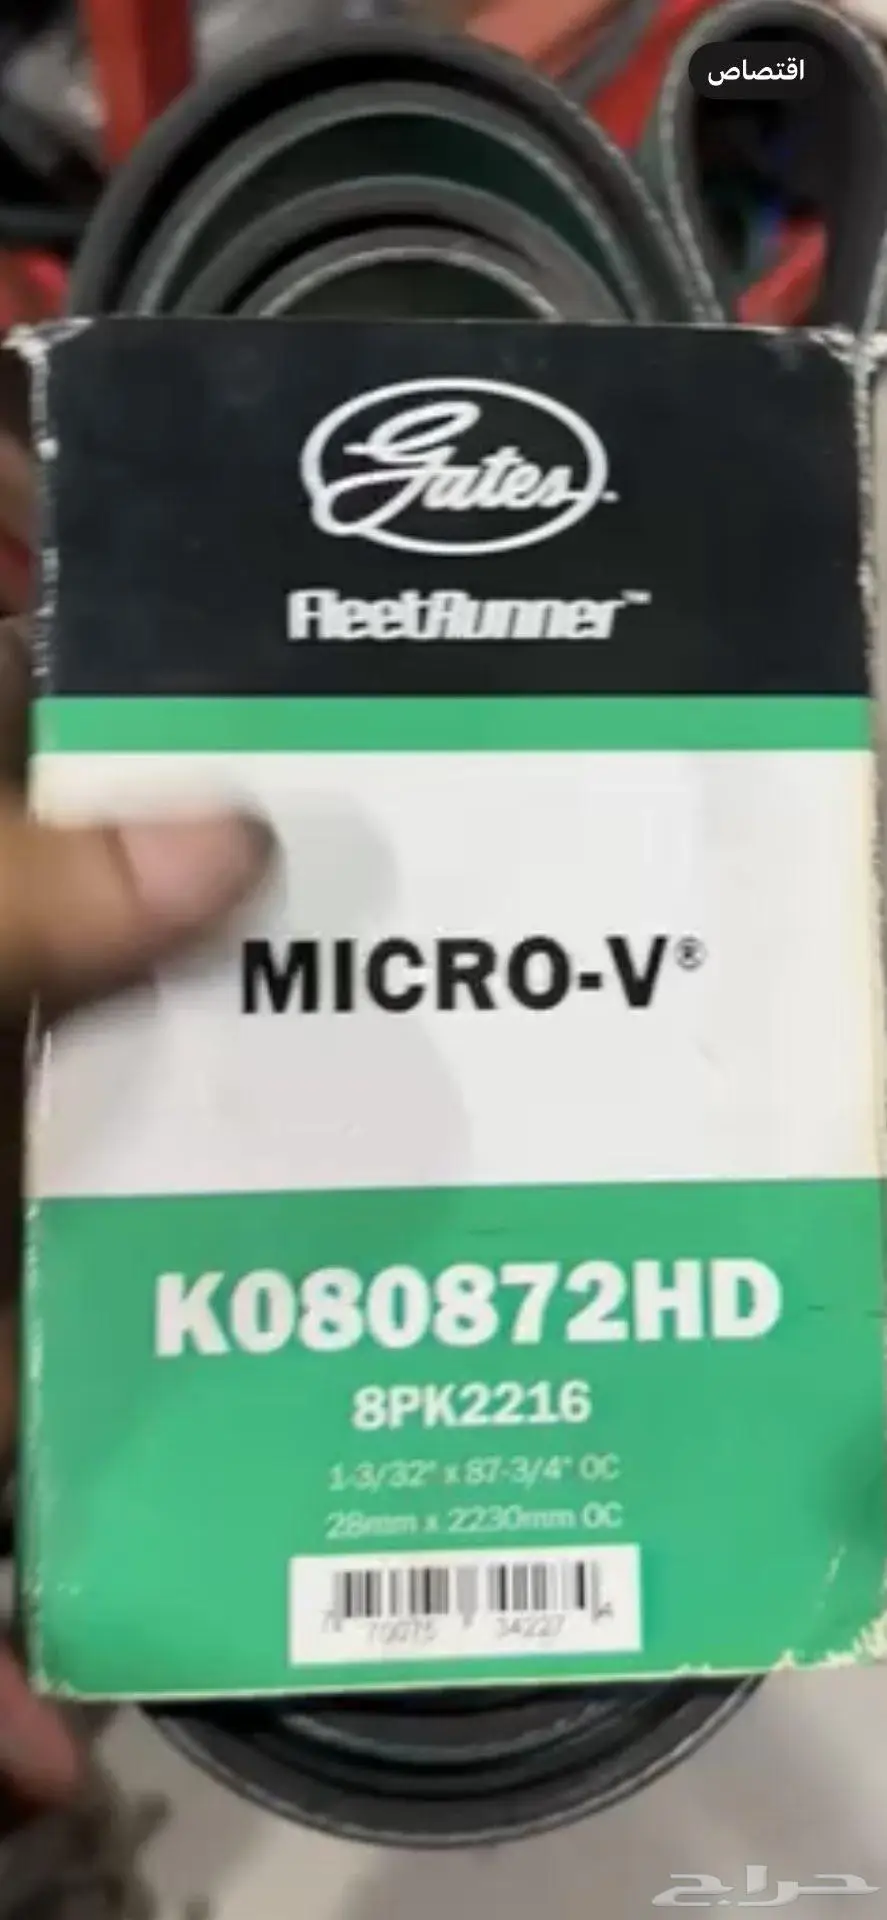 اقتصاص
Gates
FleetRunner™
MICRO-V®
K080872HD
8PK2216
1-3/32" x 87-3/4" OC
28mm x 2230mm OC
حراج